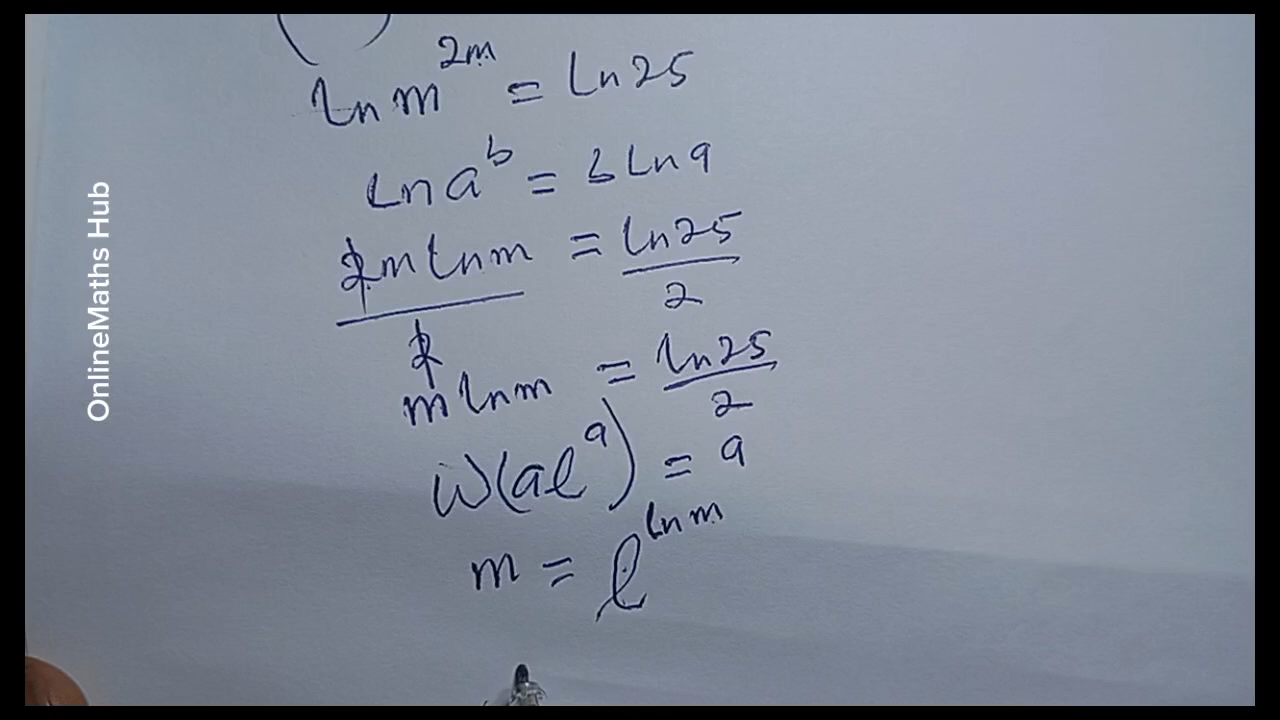 OnlineMaths Hub
ln m^2m = ln 25
ln a^b = b ln a
2m ln m / 2 = ln 25 / 2
m ln m = ln 25 / 2
W(ae^a) = a
m = e^ln m